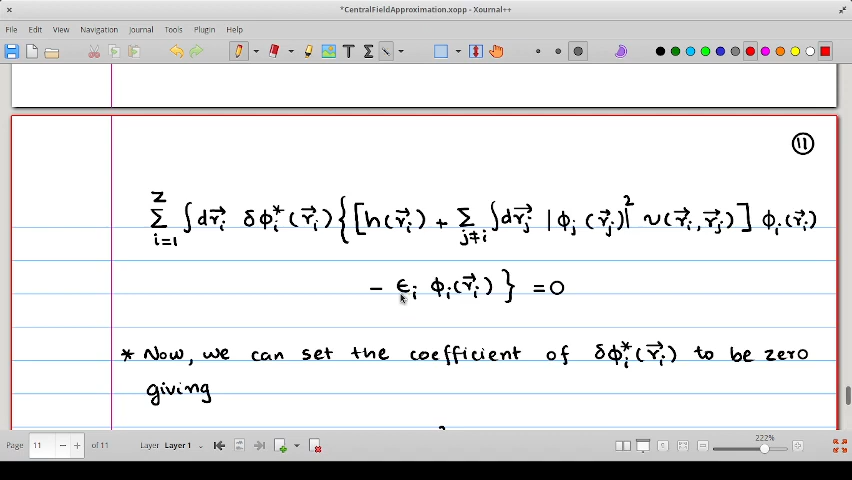 *CentralFieldApproximation.xopp - Xournal++
File Edit View Navigation Journal Tools Plugin Help
11
Z
∑ ∫dr⃗ᵢ δφᵢ*(r⃗ᵢ){[h(r⃗ᵢ) + ∑ ∫dr⃗ⱼ |φⱼ(r⃗ⱼ)|² v(r⃗ᵢ,r⃗ⱼ)] φᵢ(r⃗ᵢ)
i=1 j≠i
- ϵᵢ φᵢ(r⃗ᵢ)} =0
* Now, we can set the coefficient of δφᵢ*(r⃗ᵢ) to be zero
giving
Page 11 of 11 Layer Layer 1 222%